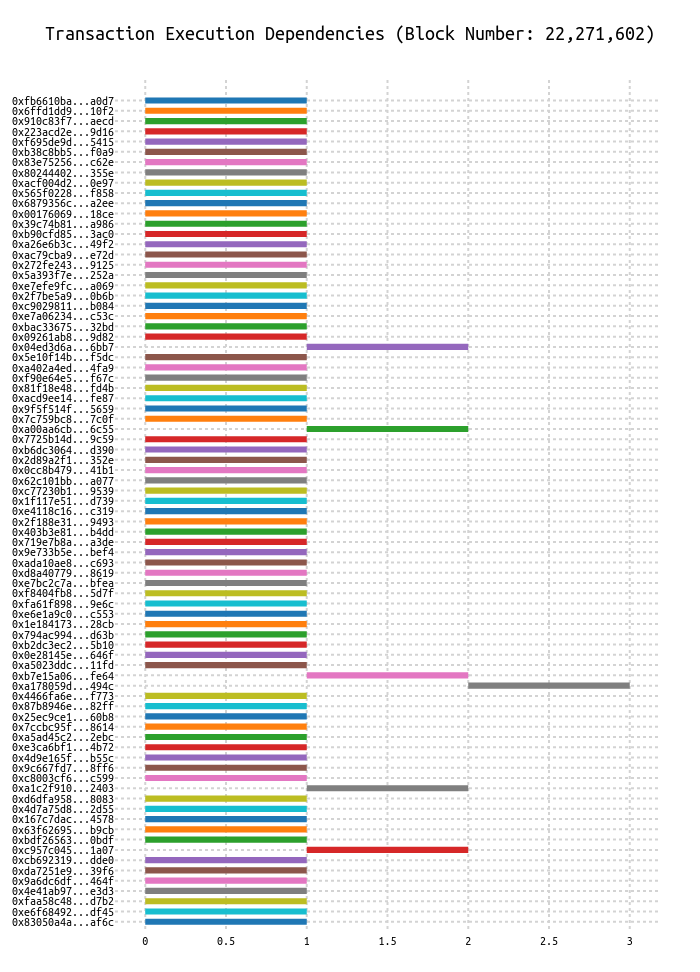 Transaction Execution Dependencies (Block Number: 22,271,602)
0xfb6610ba...a0d7
0x6ffd1dd9...10f2
0x910c83f7...aecd
0x223acd2e...9d16
0xf695de9d...5415
0xb38c8bb5...f0a9
0x83e75256...c62e
0x80244402...355e
0xacf004d2...0e97
0x565f0228...f858
0x6879356c...a2ee
0x00176069...18ce
0x39c74b81...a986
0xb90cfd85...3ac0
0xa26e6b3c...49f2
0xac79cba9...e72d
0x272fe243...9125
0x5a393f7e...252a
0xe7efe9fc...a069
0x2f7be5a9...0b6b
0xc9029811...b084
0xe7a06234...c53c
0xbac33675...32bd
0x09261ab8...9d82
0x04ed3d6a...6bb7
0x5e10f14b...f5dc
0xa402a4ed...4fa9
0xf90e64e5...f67c
0x81f18e48...fd4b
0xacd9ee14...fe87
0x9f5f514f...5659
0x7c759bc8...7c0f
0xa00aa6cb...6c55
0x7725b14d...9c59
0xb6dc3064...d390
0x2d89a2f1...352e
0x0cc8b479...41b1
0x62c101bb...a077
0xc77230b1...9539
0x1f117e51...d739
0xe4118c16...c319
0x2f188e31...9493
0x403b3e81...b4dd
0x719e7b8a...a3de
0x9e733b5e...bef4
0xada10ae8...c693
0xd8a40779...8619
0xe7bc2c7a...bfea
0xf8404fb8...5d7f
0xfa61f898...9e6c
0xe6e1a9c0...c553
0x1e184173...28cb
0x794ac994...d63b
0xb2dc3ec2...5b10
0x0e28145e...646f
0xa5023ddc...11fd
0xb7e15a06...fe64
0xa178059d...494c
0x4466fa6e...f773
0x87b8946e...82ff
0x25ec9ce1...60b8
0x7ccbc95f...8614
0xa5ad45c2...2ebc
0xe3ca6bf1...4b72
0x4d9e165f...b55c
0x9c667fd7...8ff6
0xc8003cf6...c599
0xa1c2f910...2403
0xd6dfa958...8083
0x4d7a75d8...2d55
0x167c7dac...4578
0x63f62695...b9cb
0xbdf26563...0bdf
0xc957c045...1a07
0xcb692319...dde0
0xda7251e9...39f6
0x9a6dc6df...464f
0x4e41ab97...e3d3
0xfaa58c48...d7b2
0xe6f68492...df45
0x83050a4a...af6c
0 0.5 1 1.5 2 2.5 3